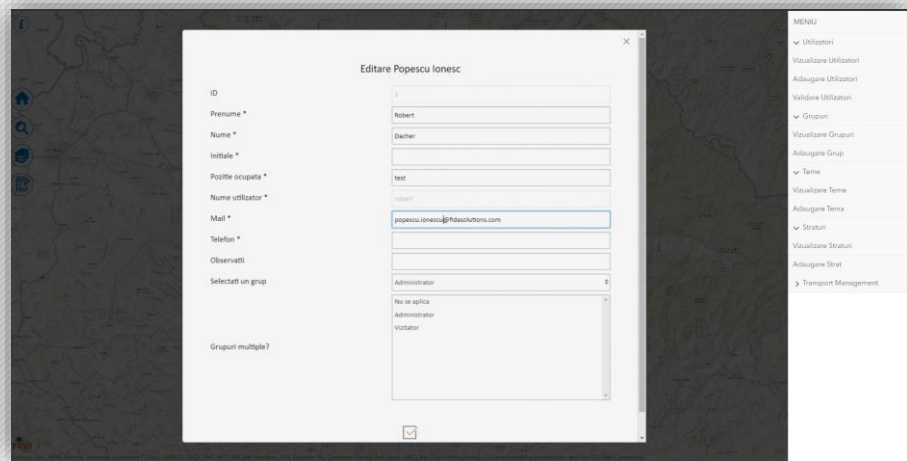 Editare Popescu Ionesc
ID
1
Prenume *
Robert
Nume *
Dacher
Initiale *
Pozitie ocupata *
test
Nume utilizator *
robert
Mail *
popescu.ionescu@fidasolutions.com
Telefon *
Observatii
Selectati un grup
Administrator
Nu se aplica
Administrator
Vizitator
Grupuri multiple?
MENIU
Utilizatori
Vizualizare Utilizatori
Adaugare Utilizatori
Validare Utilizatori
Grupuri
Vizualizare Grupuri
Adaugare Grup
Teme
Vizualizare Teme
Adaugare Tema
Straturi
Vizualizare Straturi
Adaugare Strat
Transport Management